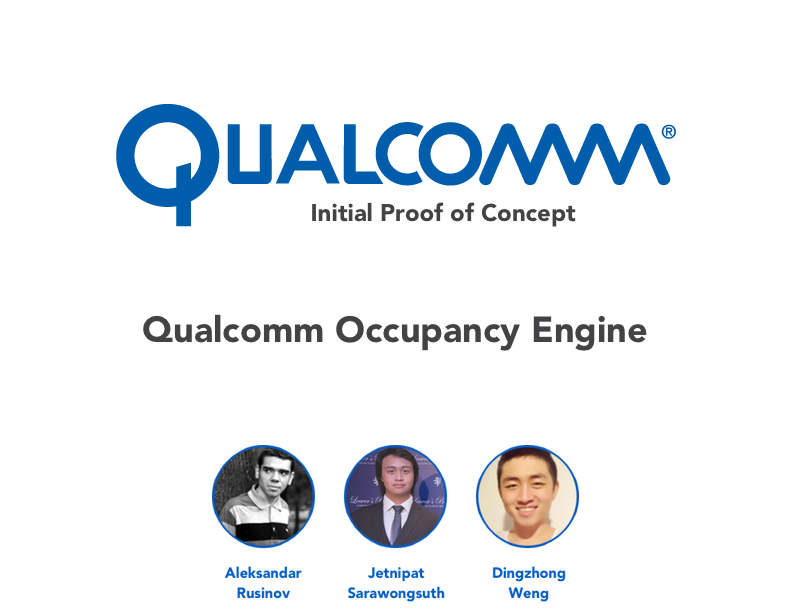 QUALCOMM®
Initial Proof of Concept
Qualcomm Occupancy Engine
Aleksandar
Rusinov
Jetnipat
Sarawongsuth
Dingzhong
Weng